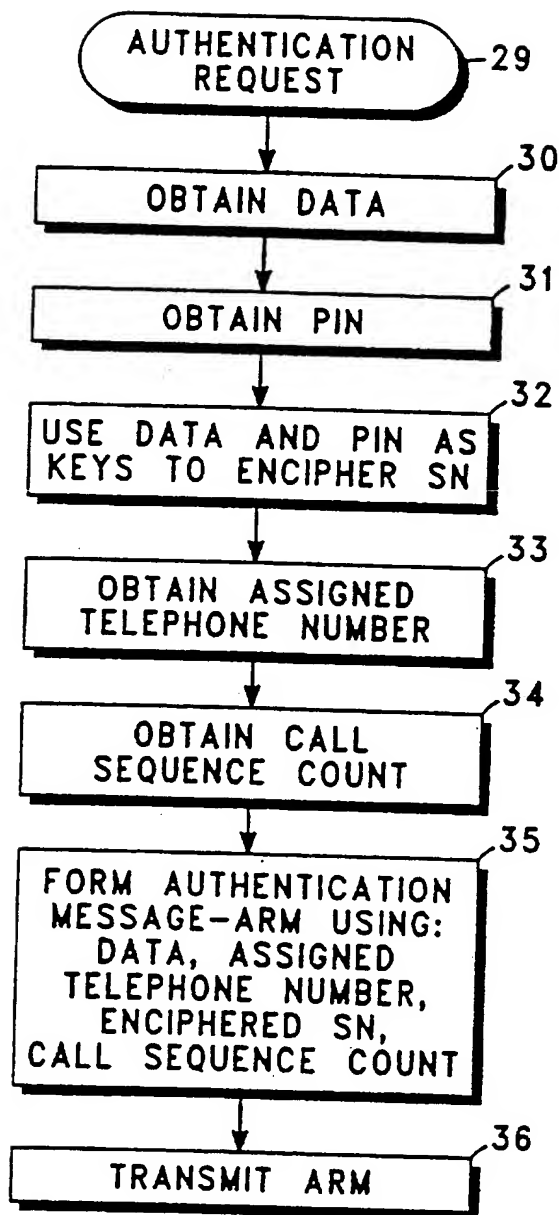 AUTHENTICATION
REQUEST
29
30
OBTAIN DATA
31
OBTAIN PIN
32
USE DATA AND PIN AS
KEYS TO ENCIPHER SN
33
OBTAIN ASSIGNED
TELEPHONE NUMBER
34
OBTAIN CALL
SEQUENCE COUNT
35
FORM AUTHENTICATION
MESSAGE-ARM USING:
DATA, ASSIGNED
TELEPHONE NUMBER,
ENCIPHERED SN,
CALL SEQUENCE COUNT
36
TRANSMIT ARM